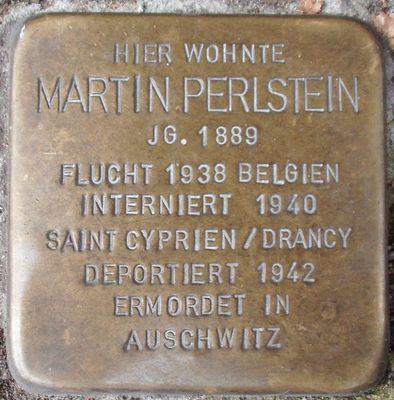 HIER WOHNTE
MARTIN PERLSTEIN
JG. 1889
FLUCHT 1938 BELGIEN
INTERNIERT 1940
SAINT CYPRIEN / DRANCY
DEPORTIERT 1942
ERMORDET IN
AUSCHWITZ